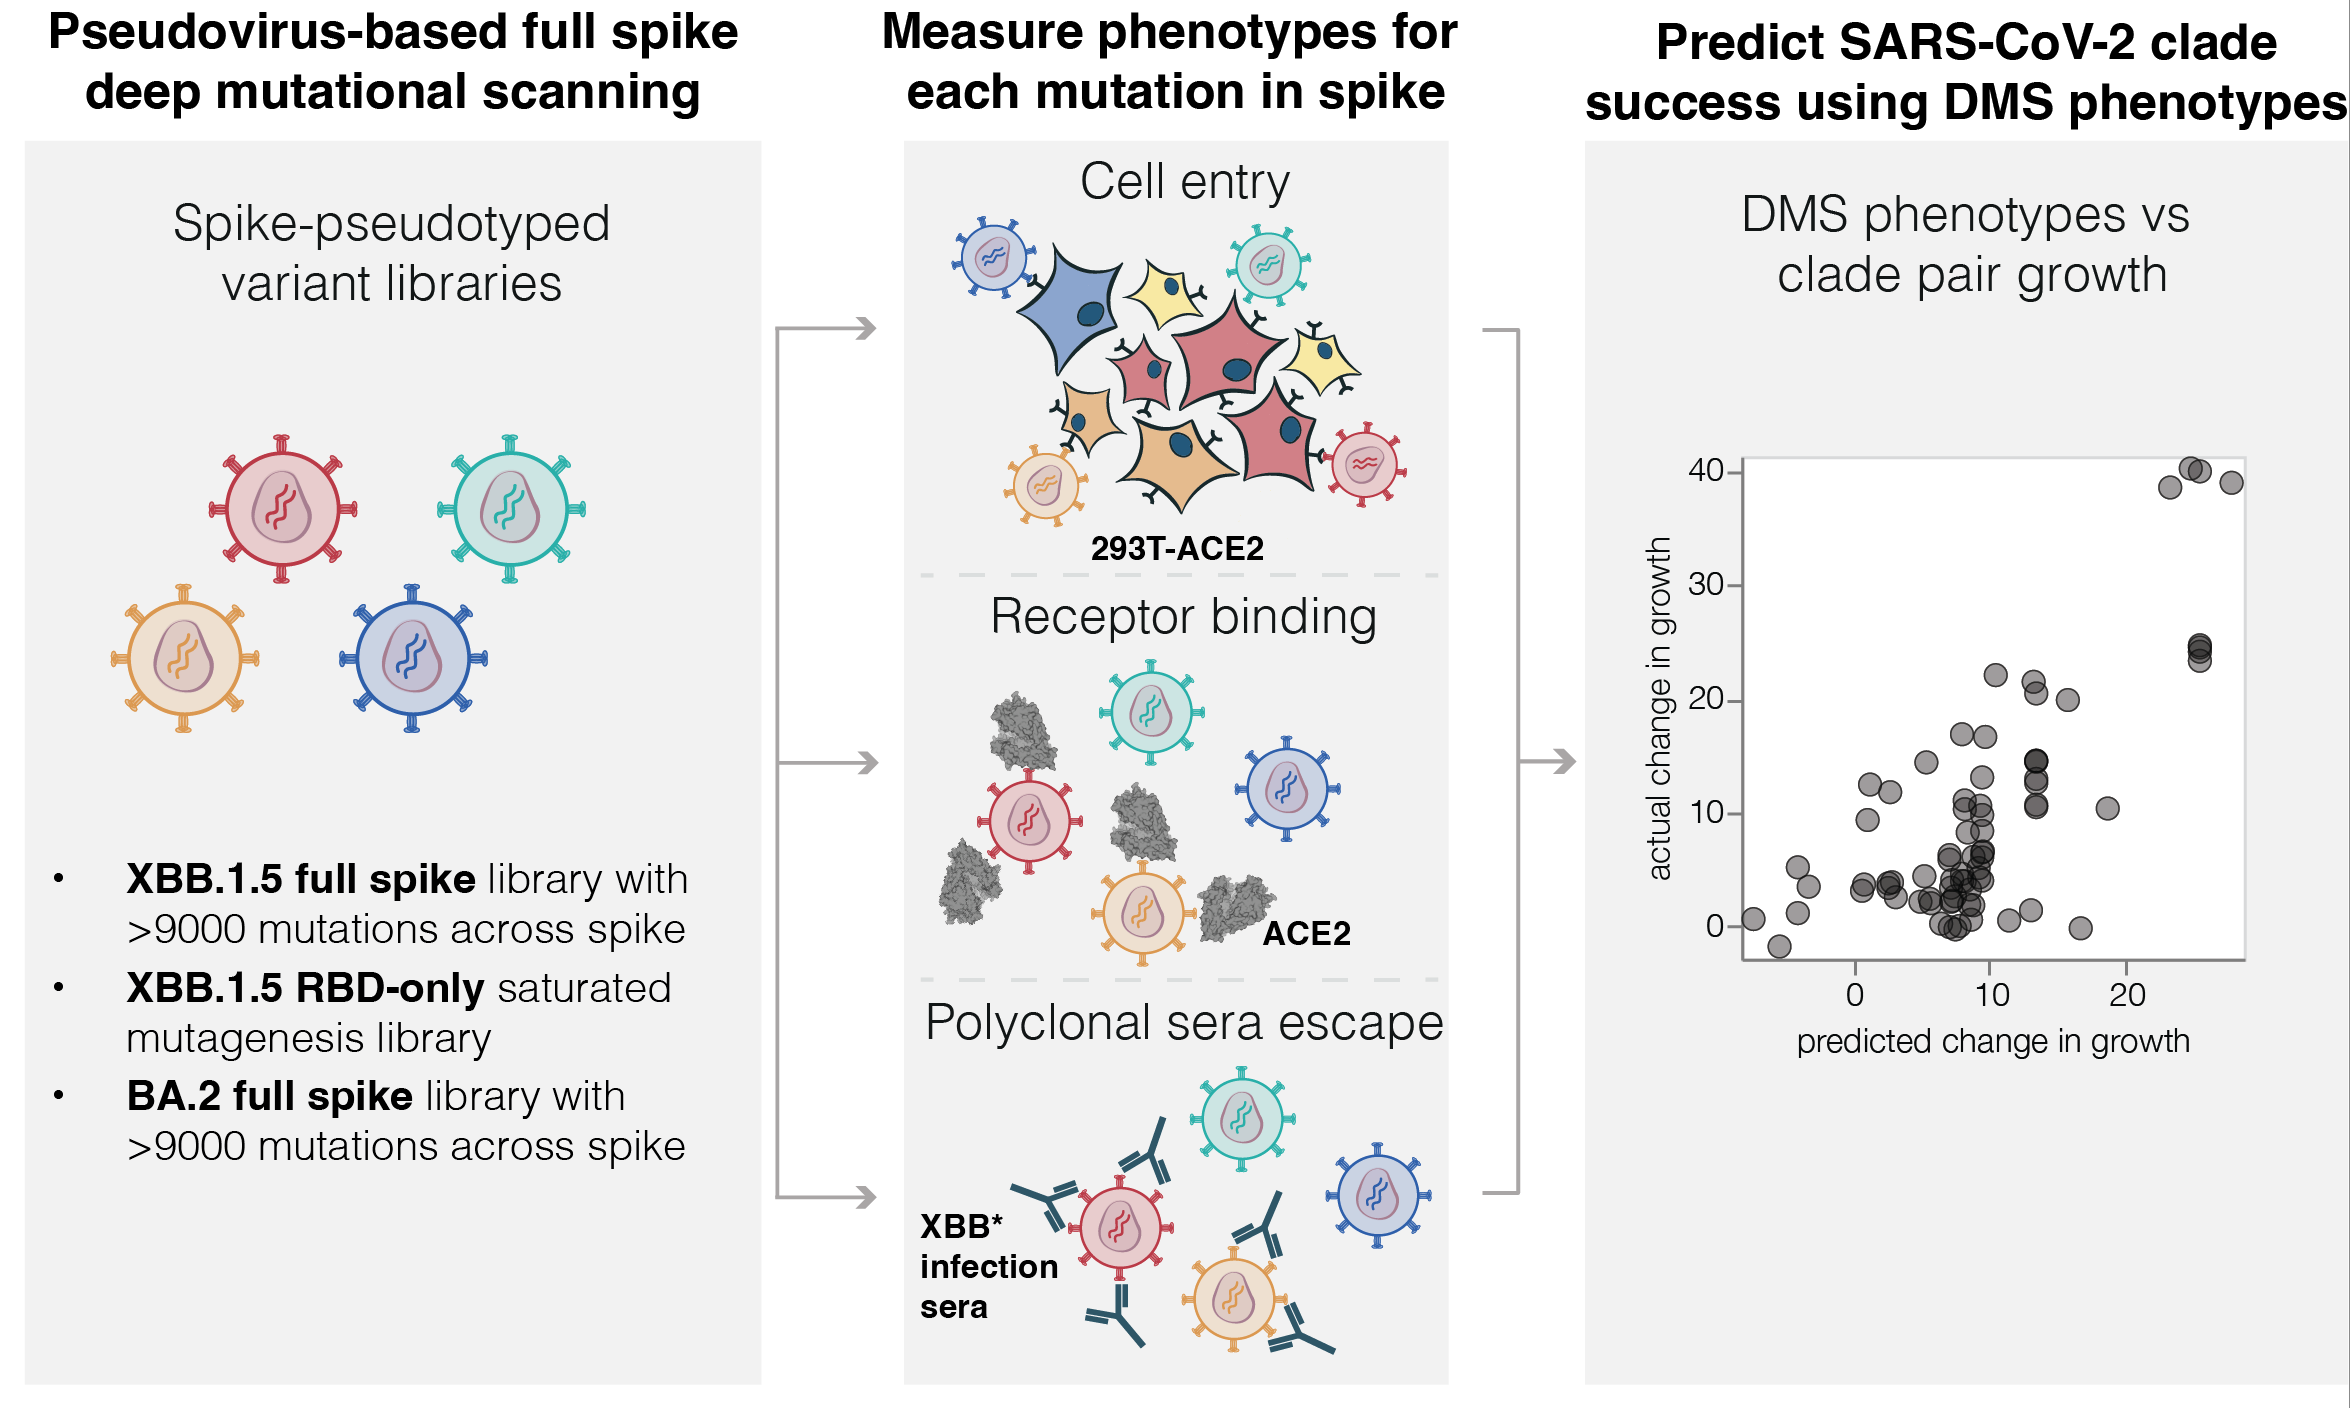 Pseudovirus-based full spike
deep mutational scanning
Spike-pseudotyped
variant libraries
• XBB.1.5 full spike library with
>9000 mutations across spike
• XBB.1.5 RBD-only saturated
mutagenesis library
• BA.2 full spike library with
>9000 mutations across spike
Measure phenotypes for
each mutation in spike
Cell entry
293T-ACE2
Receptor binding
ACE2
Polyclonal sera escape
XBB*
infection
sera
Predict SARS-CoV-2 clade
success using DMS phenotypes
DMS phenotypes vs
clade pair growth
actual change in growth
40
30
20
10
0
0 10 20
predicted change in growth